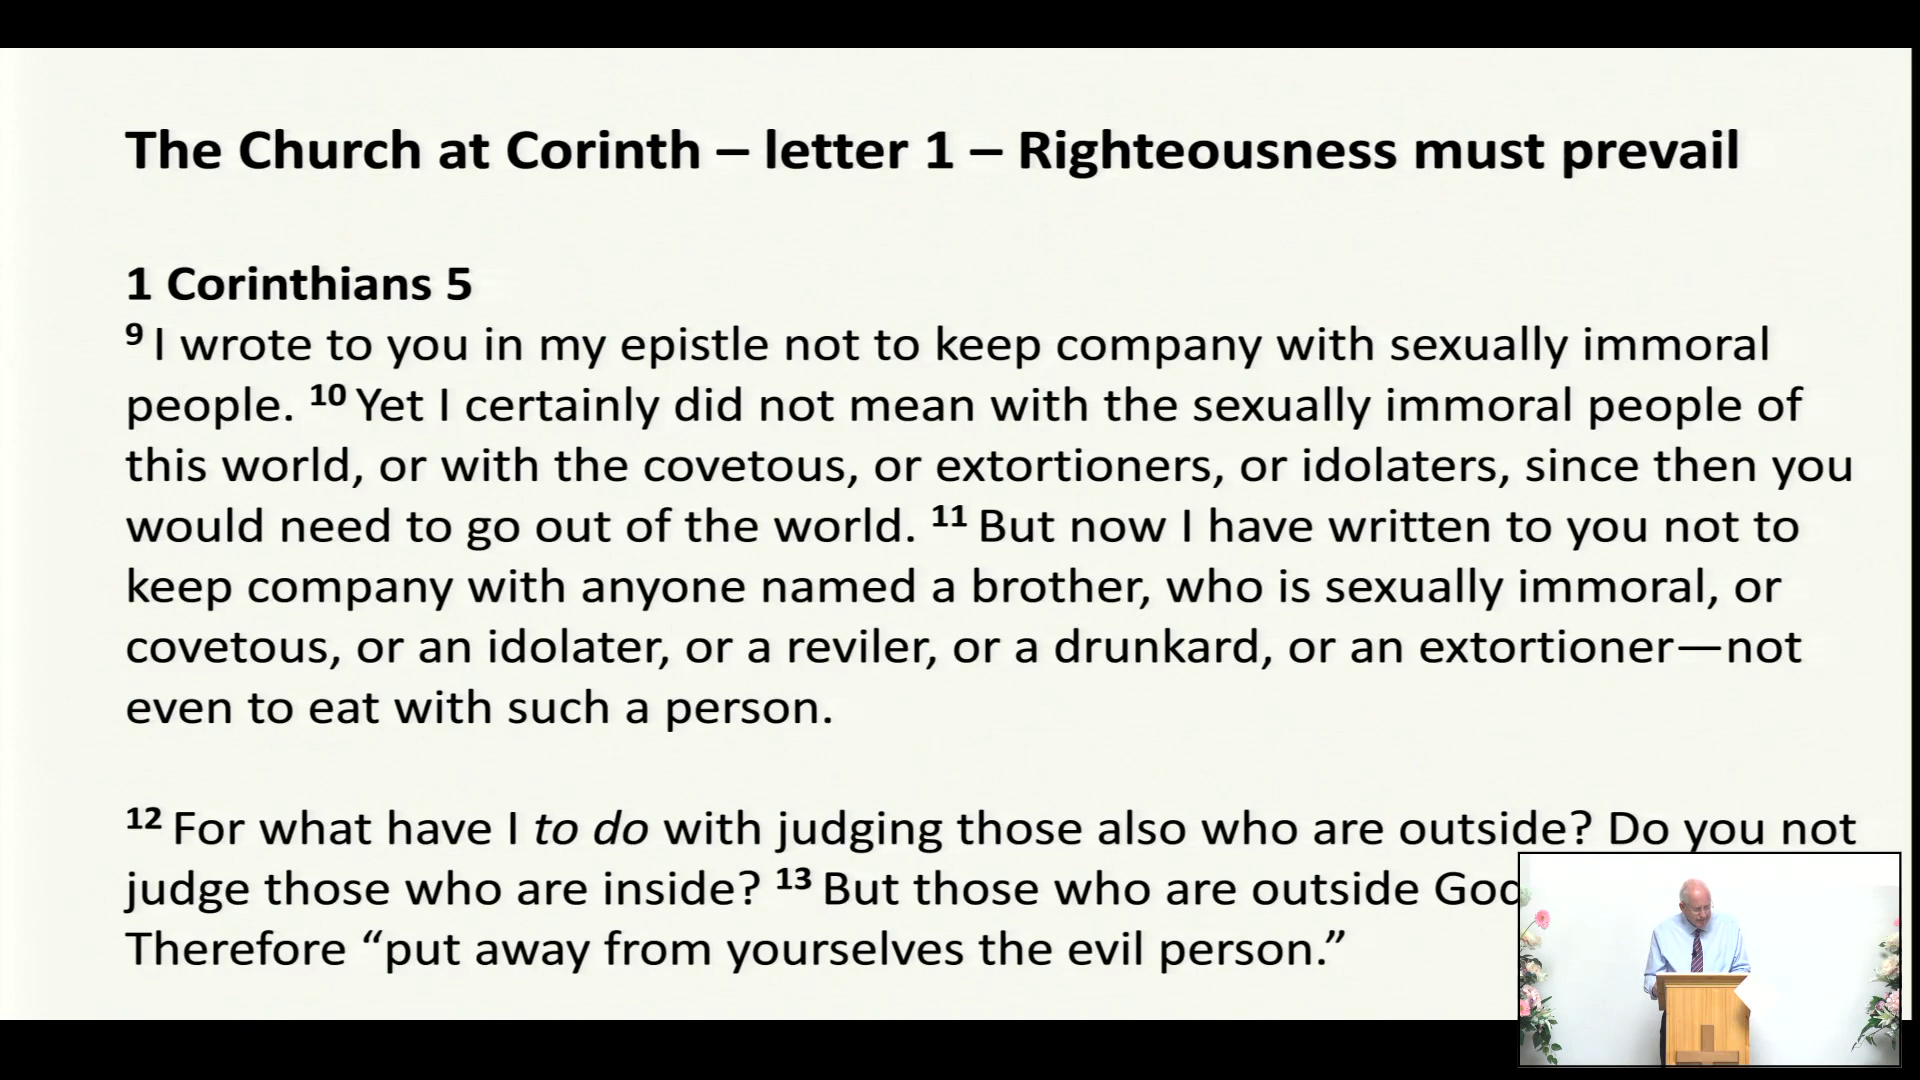 The Church at Corinth – letter 1 – Righteousness must prevail
1 Corinthians 5
9 I wrote to you in my epistle not to keep company with sexually immoral
people. 10 Yet I certainly did not mean with the sexually immoral people of
this world, or with the covetous, or extortioners, or idolaters, since then you
would need to go out of the world. 11 But now I have written to you not to
keep company with anyone named a brother, who is sexually immoral, or
covetous, or an idolater, or a reviler, or a drunkard, or an extortioner—not
even to eat with such a person.
12 For what have I to do with judging those also who are outside? Do you not
judge those who are inside? 13 But those who are outside God
Therefore “put away from yourselves the evil person.”